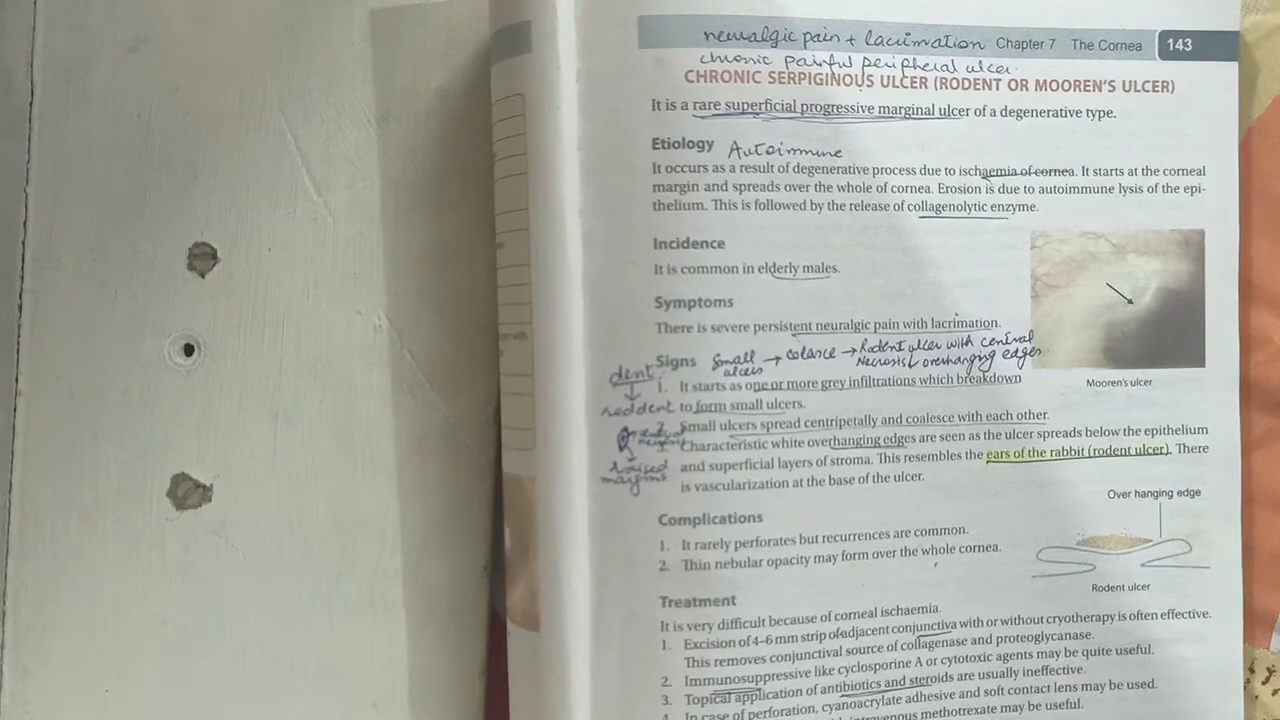 neuralgic pain + lacrimation Chapter 7 The Cornea 143
chronic painful peripheral ulcer.
CHRONIC SERPIGINOUS ULCER (RODENT OR MOOREN'S ULCER)
It is a rare superficial progressive marginal ulcer of a degenerative type.
Etiology Autoimmune
It occurs as a result of degenerative process due to ischaemia of cornea. It starts at the corneal
margin and spreads over the whole of cornea. Erosion is due to autoimmune lysis of the epi-
thelium. This is followed by the release of collagenolytic enzyme.
Incidence
It is common in elderly males.
Symptoms
There is severe persistent neuralgic pain with lacrimation.
Signs Small ulcers → colasce → Rodent ulcer with central
Necrosis/overhanging edges
dent
1. It starts as one or more grey infiltrations which breakdown
reddent to form small ulcers.
2. Small ulcers spread centripetally and coalesce with each other.
3. Characteristic white overhanging edges are seen as the ulcer spreads below the epithelium
raised and superficial layers of stroma. This resembles the ears of the rabbit (rodent ulcer). There
margins is vascularization at the base of the ulcer.
Mooren's ulcer
Complications
1. It rarely perforates but recurrences are common.
2. Thin nebular opacity may form over the whole cornea.
Over hanging edge
Rodent ulcer
Treatment
It is very difficult because of corneal ischaemia.
1. Excision of 4–6 mm strip of adjacent conjunctiva with or without cryotherapy is often effective.
This removes conjunctival source of collagenase and proteoglycanase.
2. Immunosuppressive like cyclosporine A or cytotoxic agents may be quite useful.
3. Topical application of antibiotics and steroids are usually ineffective.
4. In case of perforation, cyanoacrylate adhesive and soft contact lens may be used.
intravenous methotrexate may be useful.